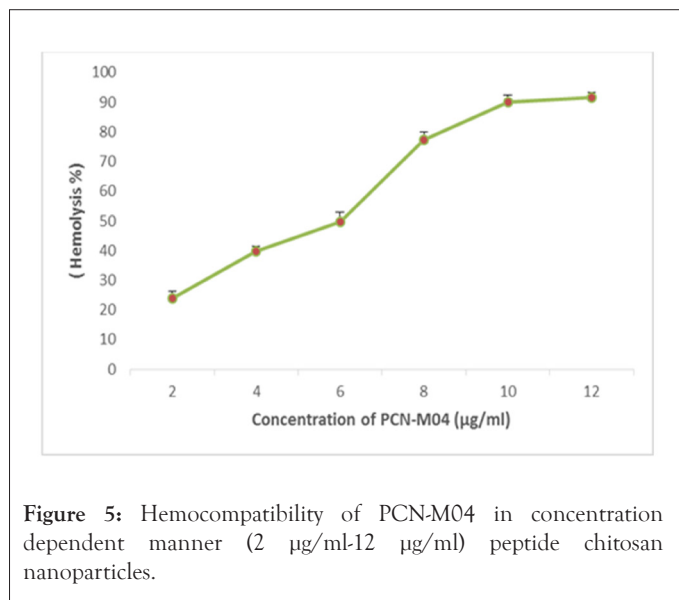 100
90
80
70
60
50
40
30
20
10
0
( Hemolysis %)
2 4 6 8 10 12
Concentration of PCN-M04 (µg/ml)
Figure 5: Hemocompatibility of PCN-M04 in concentration
dependent manner (2 µg/ml-12 µg/ml) peptide chitosan
nanoparticles.